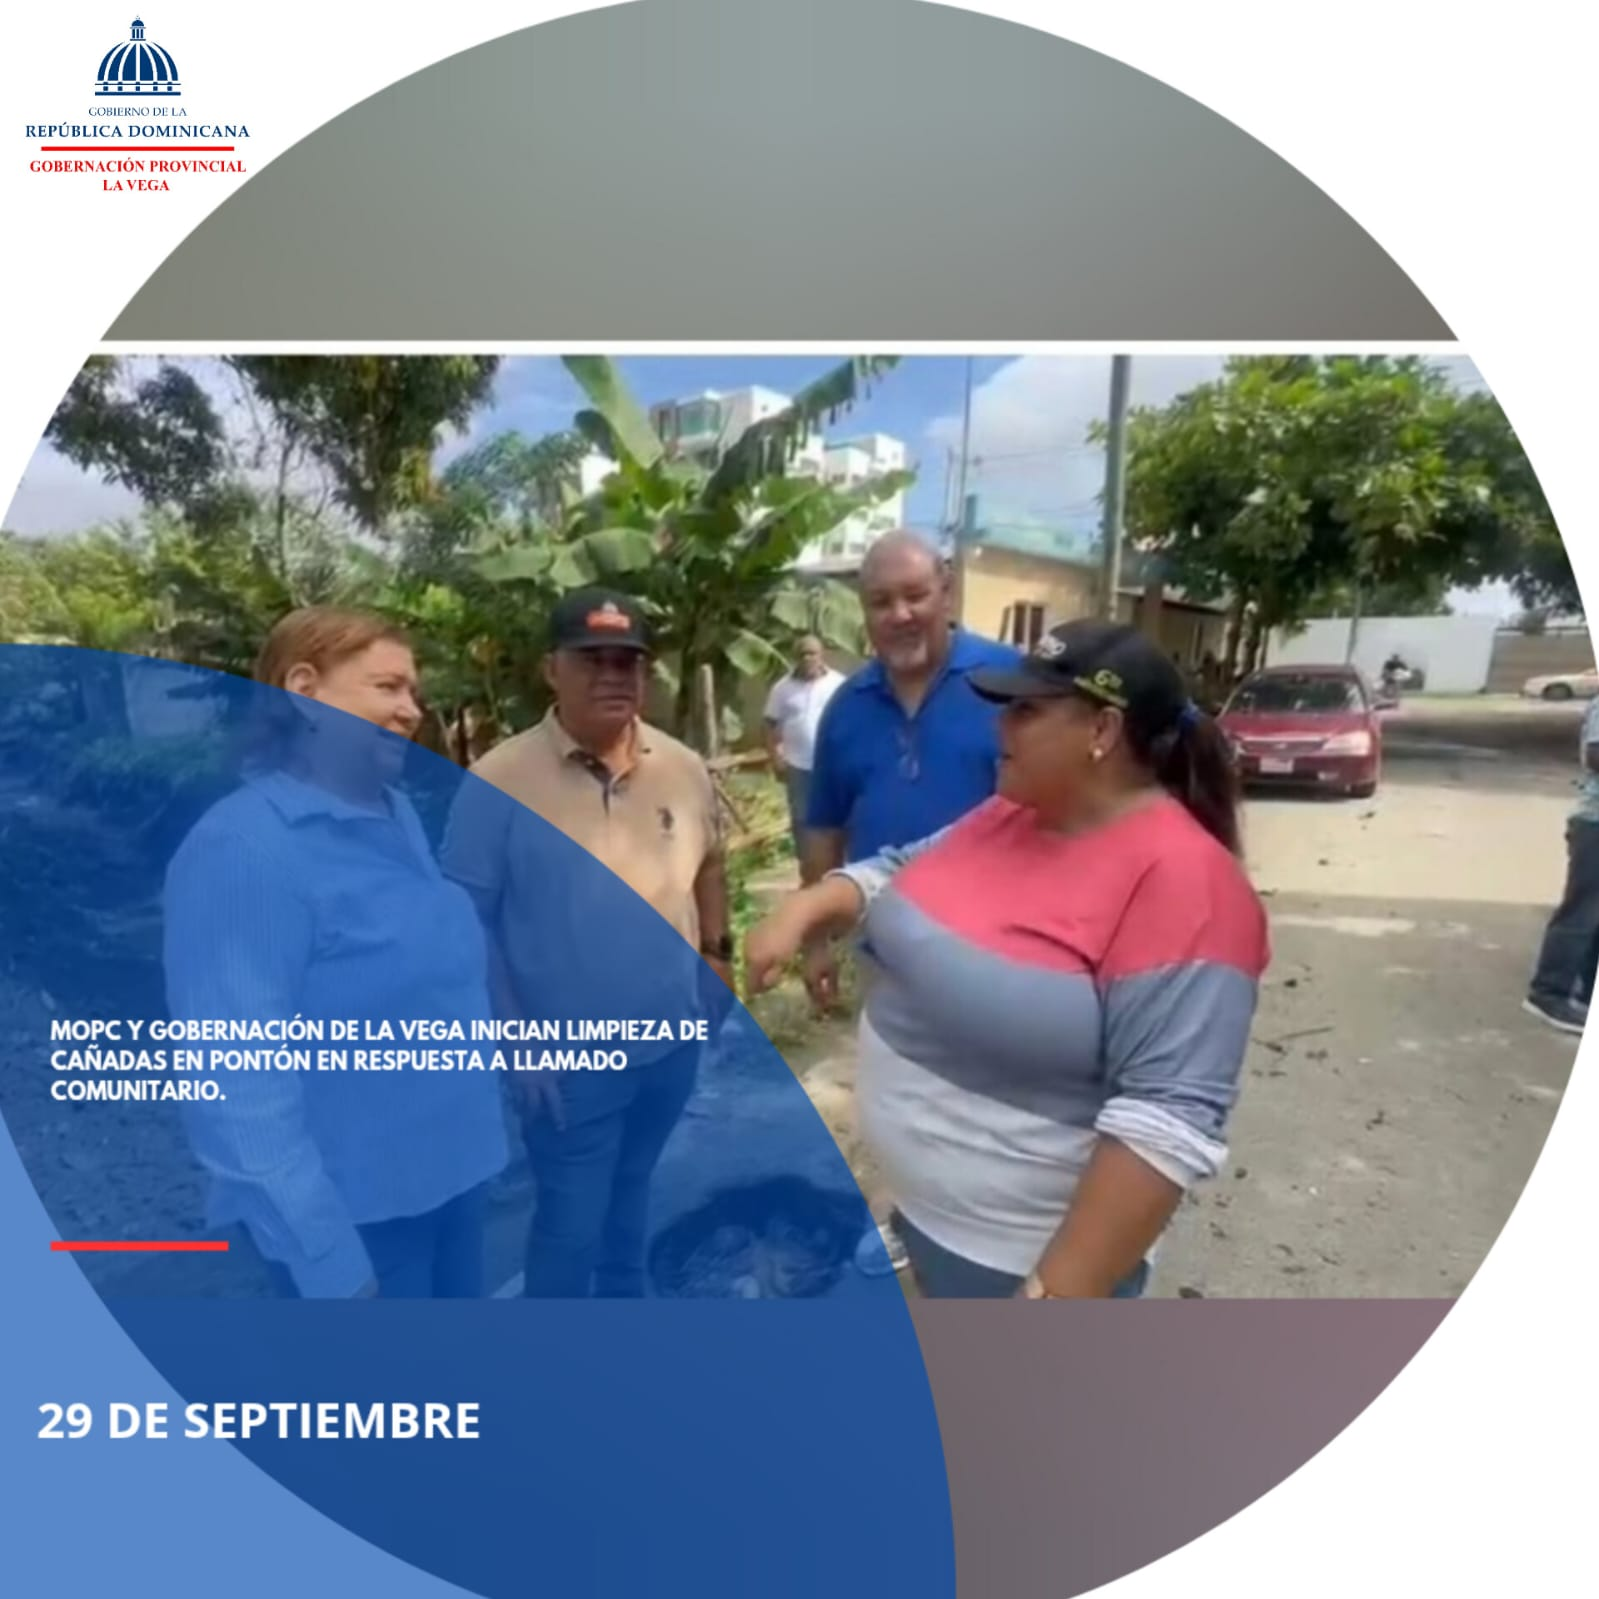 GOBIERNO DE LA
REPÚBLICA DOMINICANA
GOBERNACIÓN PROVINCIAL
LA VEGA
MOPC Y GOBERNACIÓN DE LA VEGA INICIAN LIMPIEZA DE
CAÑADAS EN PONTÓN EN RESPUESTA A LLAMADO
COMUNITARIO.
29 DE SEPTIEMBRE